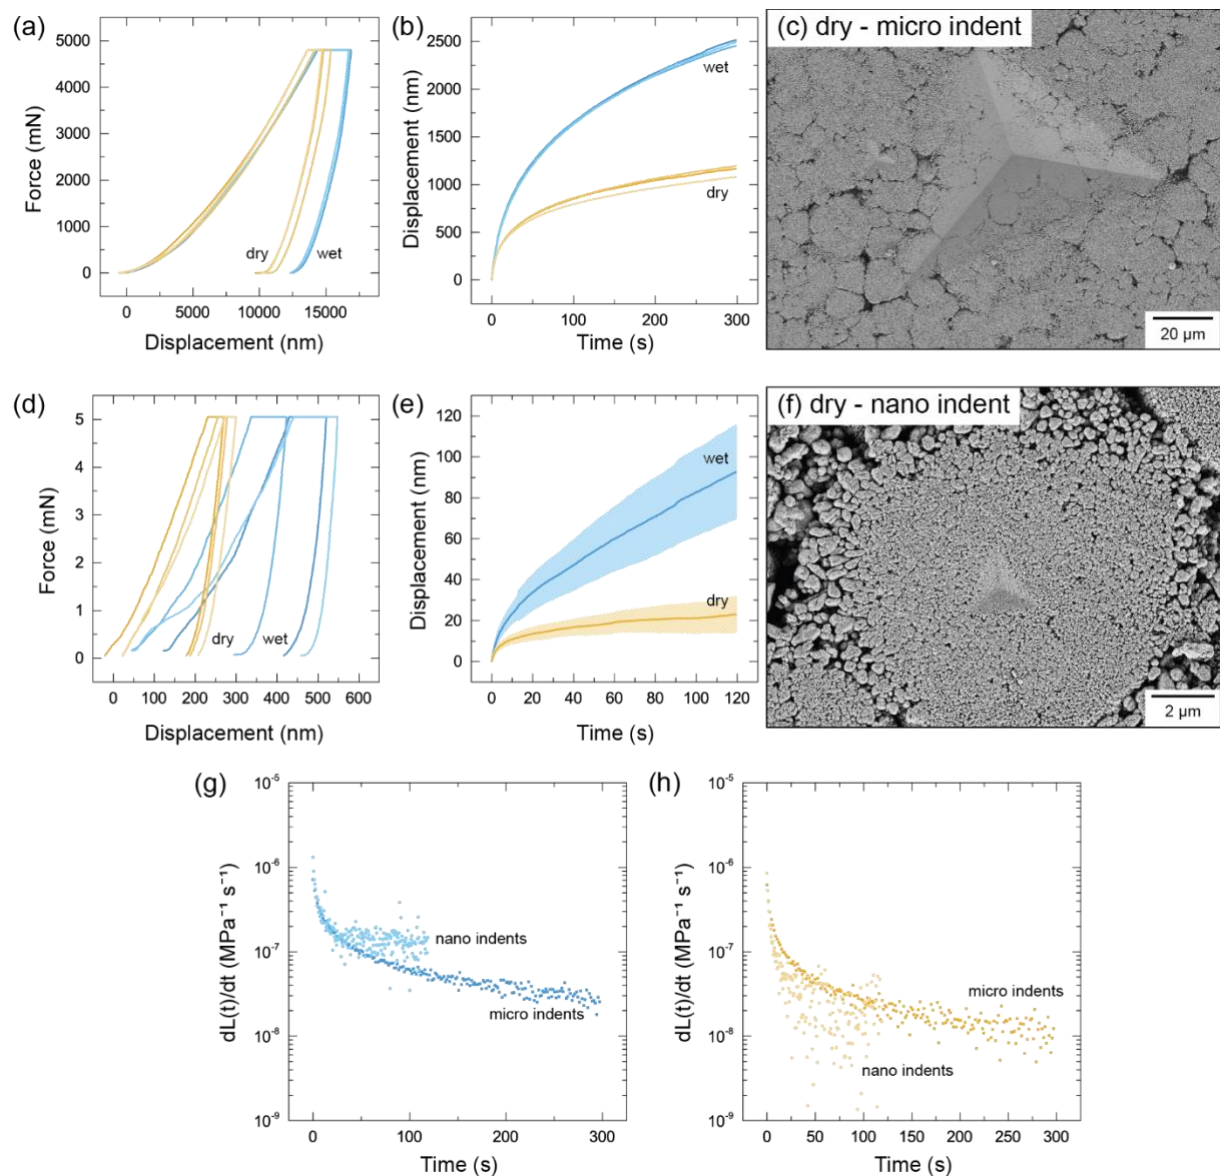 (a)
5000
4000
3000
2000
1000
0
Force (mN)
dry
wet
0
5000
10000
15000
Displacement (nm)
(b)
2500
2000
1500
1000
500
0
Displacement (nm)
wet
dry
0
100
200
300
Time (s)
(c) dry - micro indent
20 µm
(d)
5
4
3
2
1
0
Force (mN)
dry
wet
0
100
200
300
400
500
600
Displacement (nm)
(e)
120
100
80
60
40
20
0
Displacement (nm)
wet
dry
0
20
40
60
80
100
120
Time (s)
(f) dry - nano indent
2 µm
(g)
10⁻⁵
10⁻⁶
10⁻⁷
10⁻⁸
10⁻⁹
dL(t)/dt (MPa⁻¹ s⁻¹)
nano indents
micro indents
0
100
200
300
Time (s)
(h)
10⁻⁵
10⁻⁶
10⁻⁷
10⁻⁸
10⁻⁹
dL(t)/dt (MPa⁻¹ s⁻¹)
micro indents
nano indents
0
50
100
150
200
250
300
Time (s)